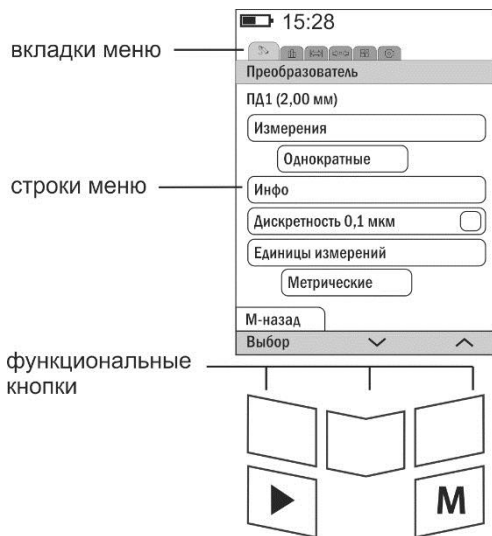 15:28
вкладки меню
Преобразователь
ПД1 (2,00 мм)
Измерения
Однократные
строки меню
Инфо
Дискретность 0,1 мкм
Единицы измерений
Метрические
М-назад
Выбор
функциональные
кнопки
М